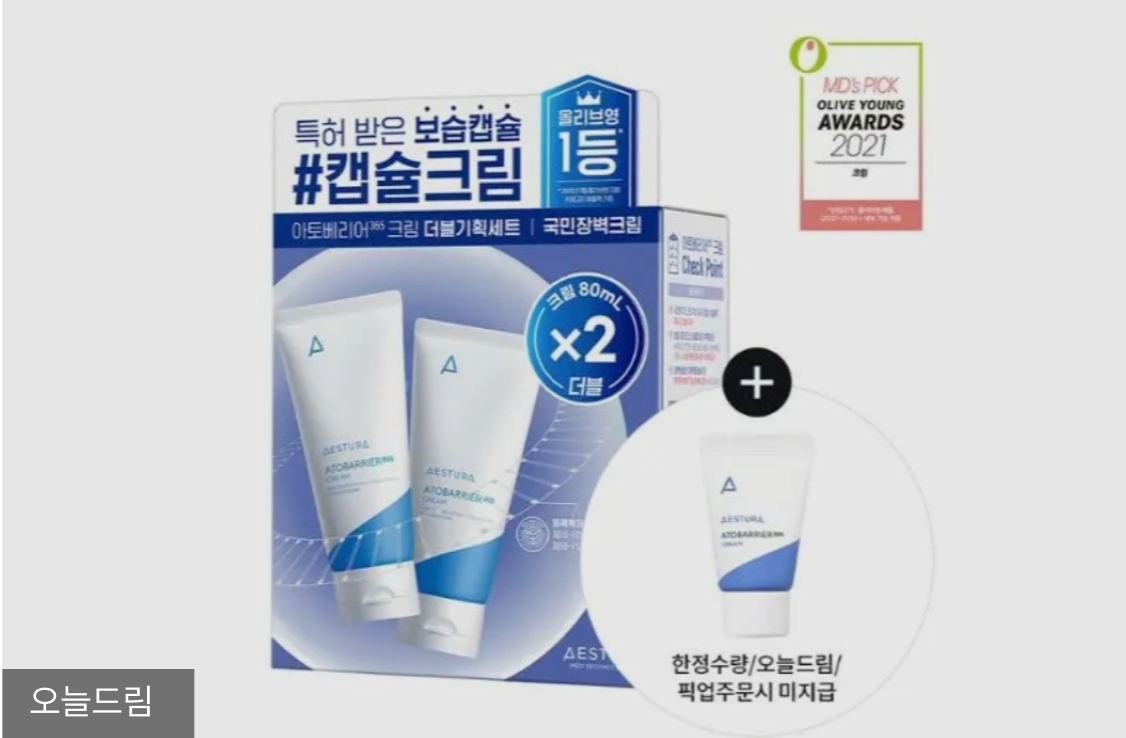 MD's PICK
OLIVE YOUNG
AWARDS
2021
크림
특허 받은 보습캡슐
#캡슐크림
올리브영
1등
아토베리어365 크림 더블기획세트 | 국민장벽크림
크림 80mL
×2
더블
Check Point
AESTURA
ATOBARRIER365
CREAM
AESTURA
ATOBARRIER365
CREAM
+
AESTURA
ATOBARRIER365
CREAM
한정수량/오늘드림/
픽업주문시 미지급
오늘드림